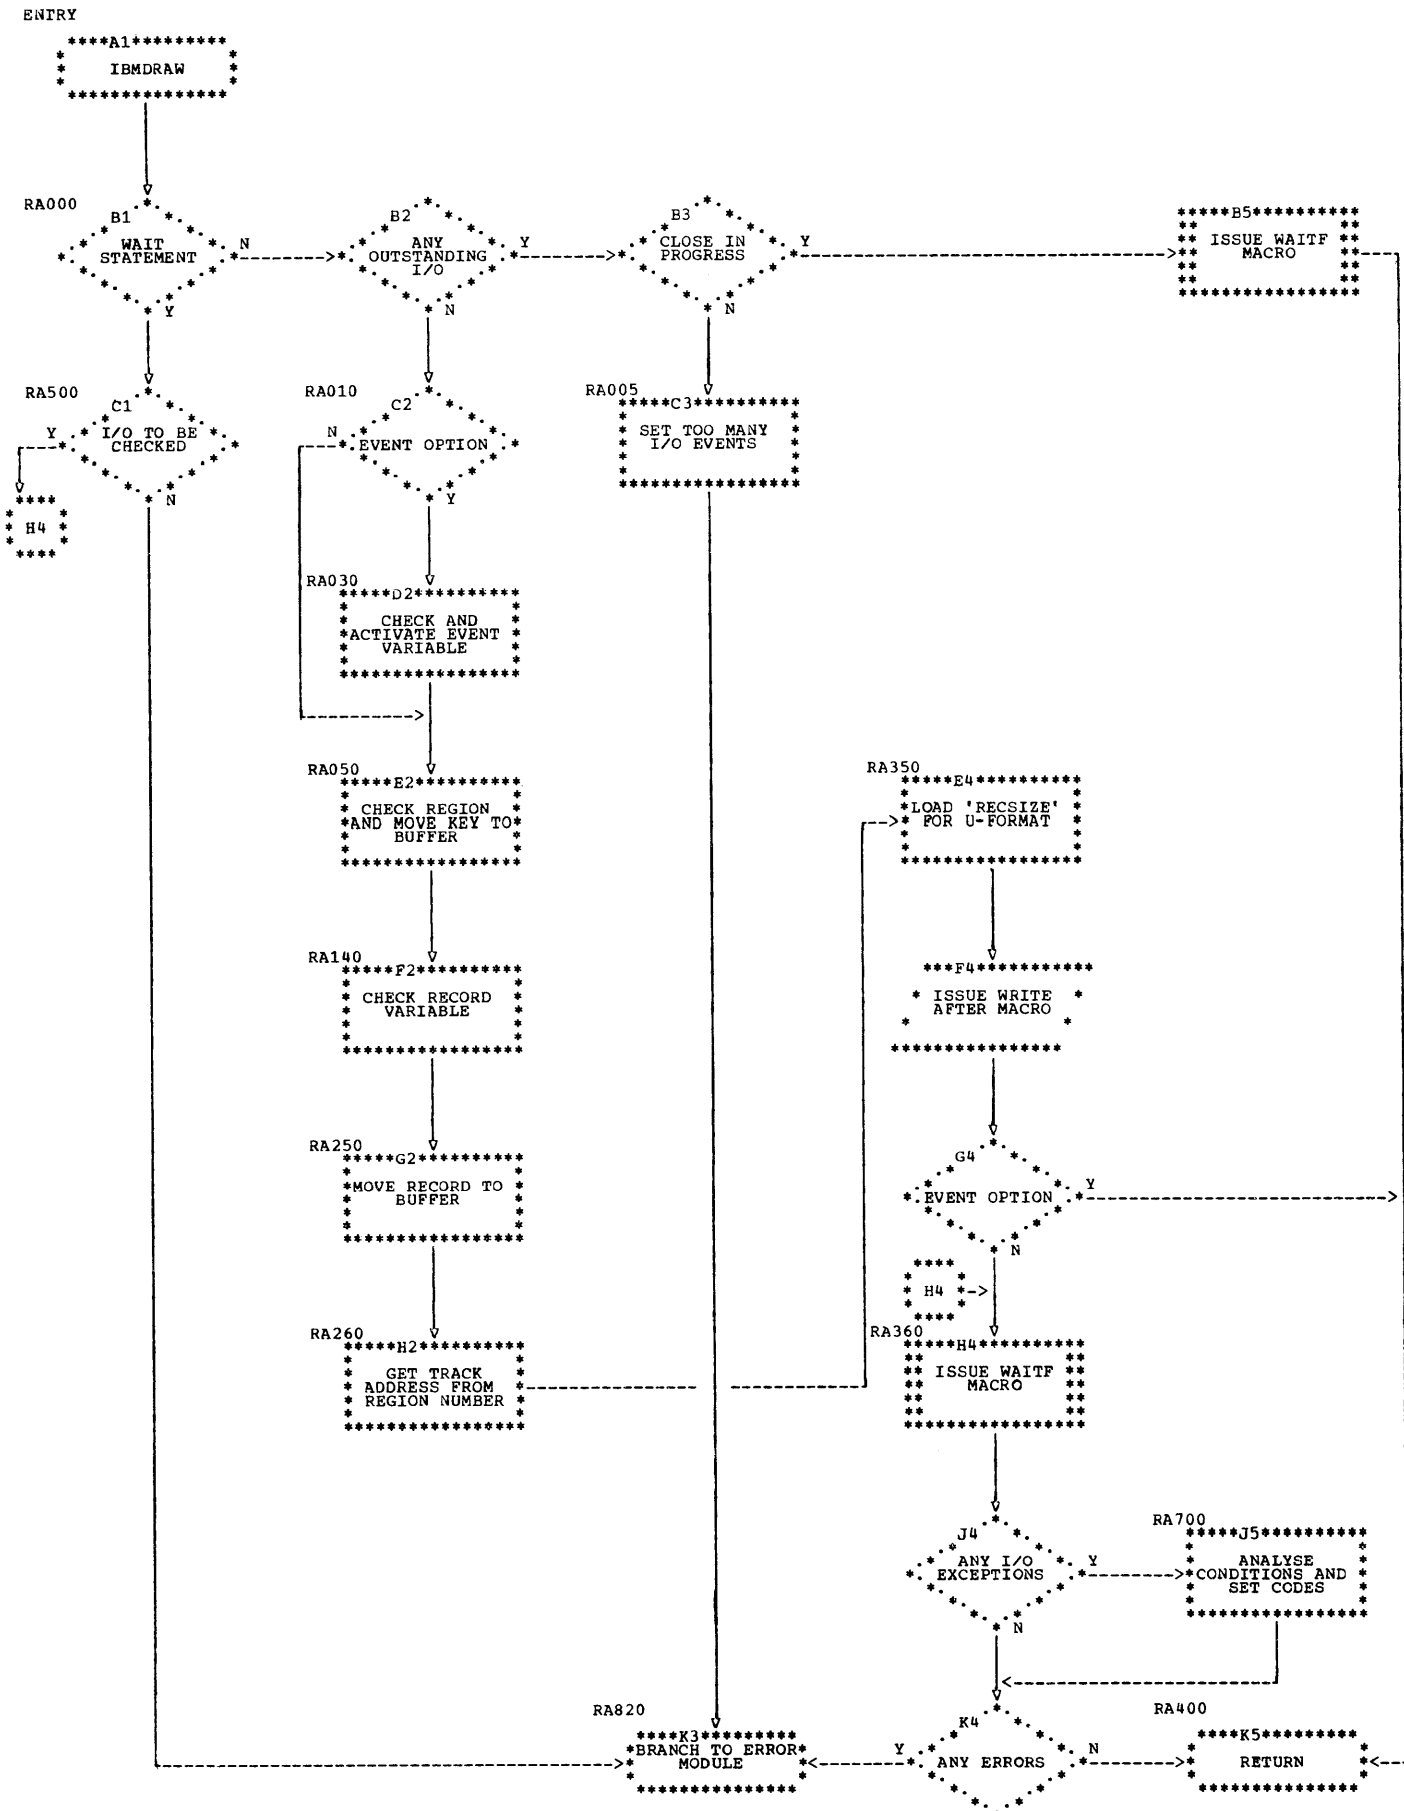 ENTRY
A1
IBMDRAW
RA000
B1
WAIT
STATEMENT
N
Y
B2
ANY
OUTSTANDING
I/O
Y
N
B3
CLOSE IN
PROGRESS
Y
N
B5
ISSUE WAITF
MACRO
RA500
C1
I/O TO BE
CHECKED
Y
N
H4
RA010
C2
EVENT OPTION
N
Y
RA005
C3
SET TOO MANY
I/O EVENTS
RA030
D2
CHECK AND
ACTIVATE EVENT
VARIABLE
RA050
E2
CHECK REGION
AND MOVE KEY TO
BUFFER
RA350
E4
LOAD 'RECSIZE'
FOR U-FORMAT
RA140
F2
CHECK RECORD
VARIABLE
F4
ISSUE WRITE
AFTER MACRO
RA250
G2
MOVE RECORD TO
BUFFER
G4
EVENT OPTION
Y
N
H4
RA260
H2
GET TRACK
ADDRESS FROM
REGION NUMBER
RA360
H4
ISSUE WAITF
MACRO
J4
ANY I/O
EXCEPTIONS
Y
N
RA700
J5
ANALYSE
CONDITIONS AND
SET CODES
RA820
K3
BRANCH TO ERROR
MODULE
K4
ANY ERRORS
Y
N
RA400
K5
RETURN